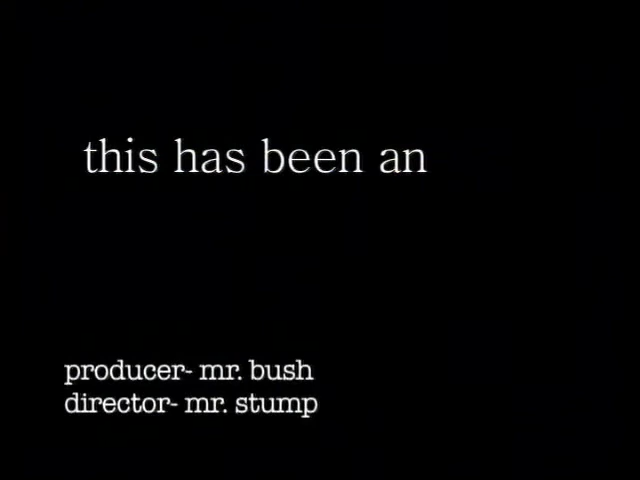 this has been an
producer- mr. bush
director- mr. stump